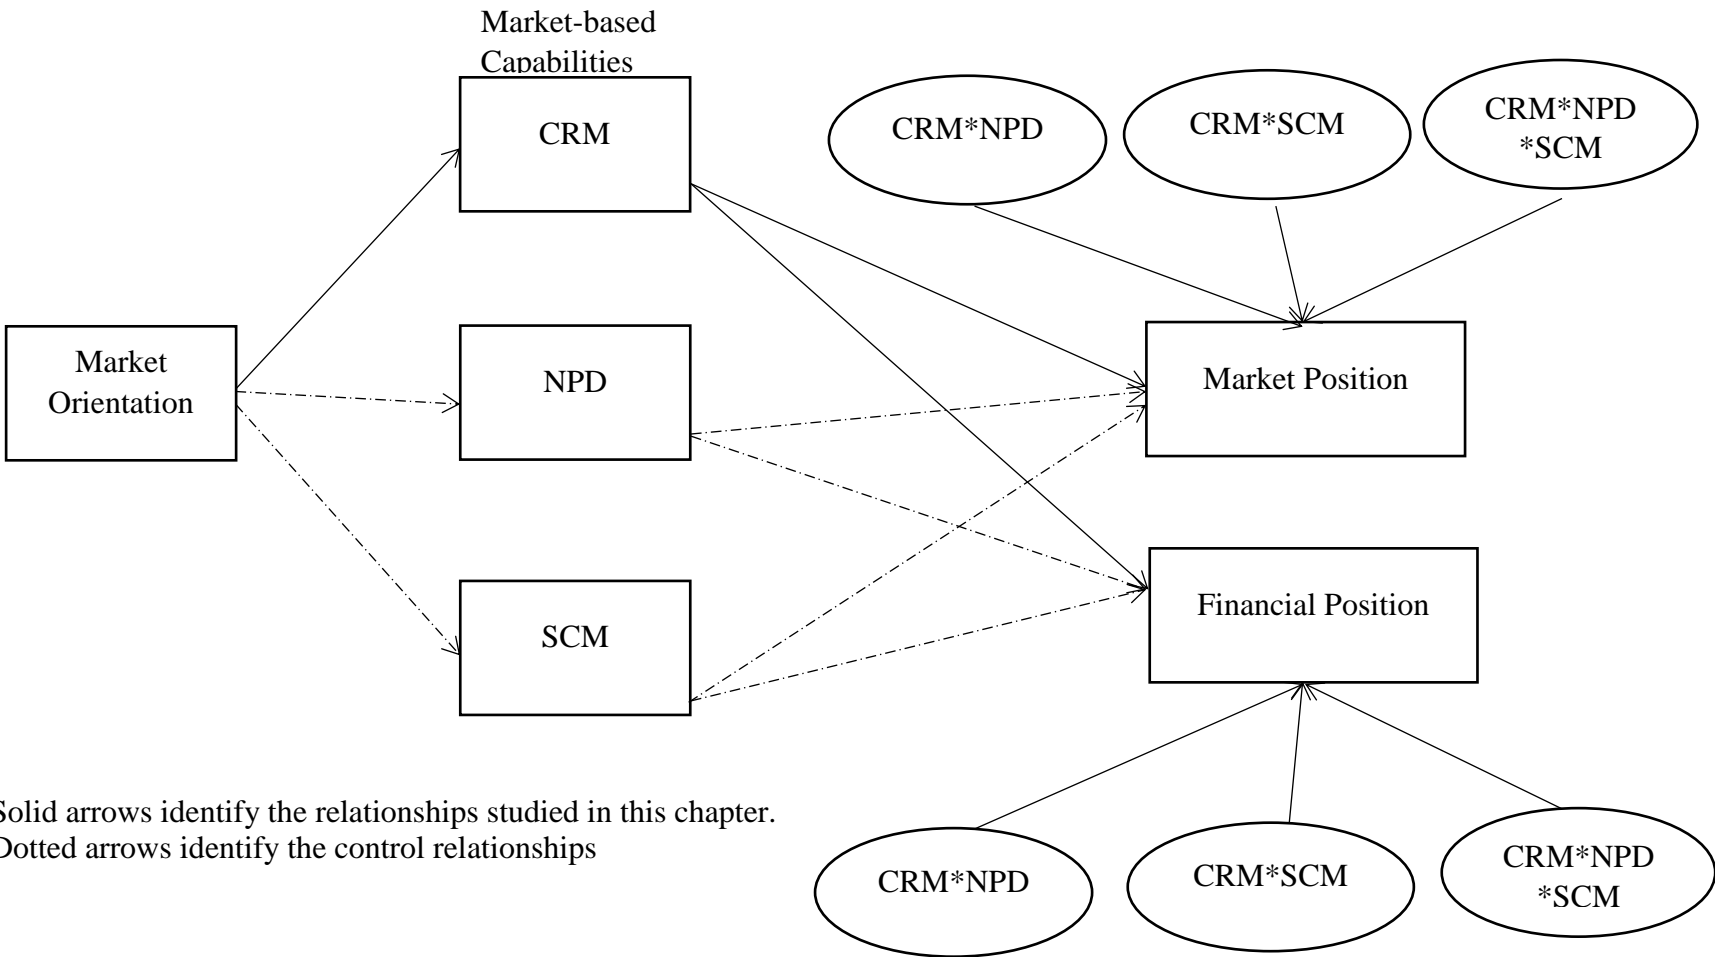 Market-based
Capabilities
CRM
CRM*NPD
CRM*SCM
CRM*NPD
*SCM
Market
Orientation
NPD
Market Position
SCM
Financial Position
Solid arrows identify the relationships studied in this chapter.
Dotted arrows identify the control relationships
CRM*NPD
CRM*SCM
CRM*NPD
*SCM